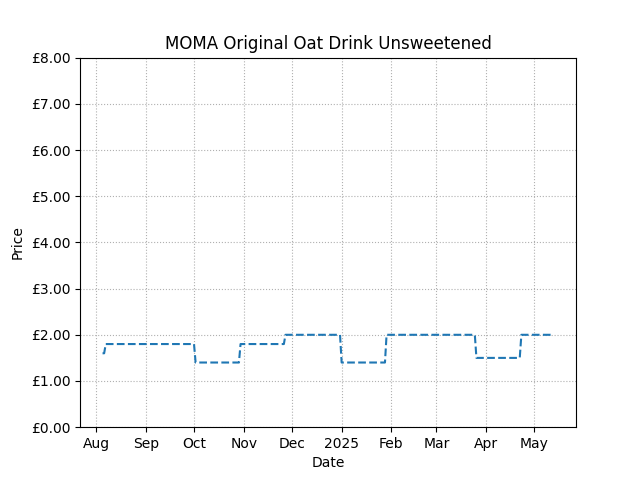 MOMA Original Oat Drink Unsweetened
£8.00
£7.00
£6.00
£5.00
£4.00
£3.00
£2.00
£1.00
£0.00
Price
Aug Sep Oct Nov Dec 2025 Feb Mar Apr May
Date